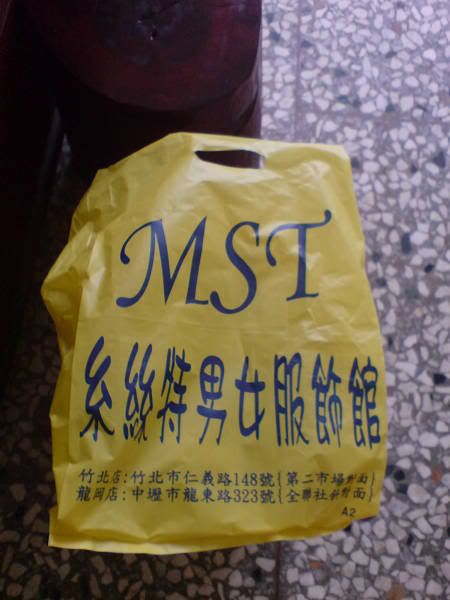 MST
糸絲特男女服飾館
竹北店:竹北市仁義路148號{第二市場對面}
龍岡店:中壢市龍東路323號{全聯社斜對面}
A2